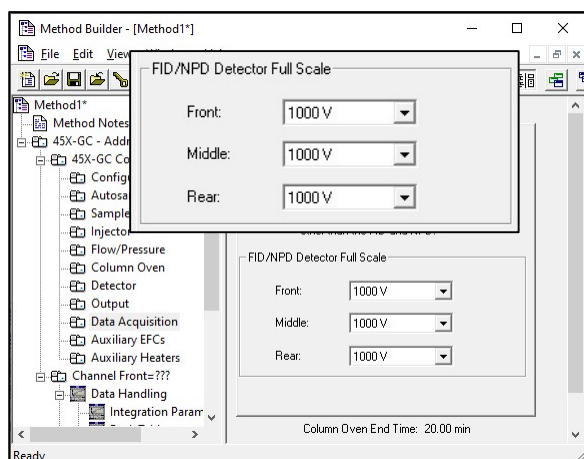 Method Builder - [Method1*]
File Edit View
FID/NPD Detector Full Scale
Front: 1000 V
Middle: 1000 V
Rear: 1000 V
Method1*
Method Notes
45X-GC - Addr
45X-GC Co
Configu
Autosa
Sample
Injector
Flow/Pressure
Column Oven
Detector
Output
Data Acquisition
Auxiliary EFCs
Auxiliary Heaters
Channel Front=???
Data Handling
Integration Param
FID/NPD Detector Full Scale
Front: 1000 V
Middle: 1000 V
Rear: 1000 V
Column Oven End Time: 20.00 min
Ready